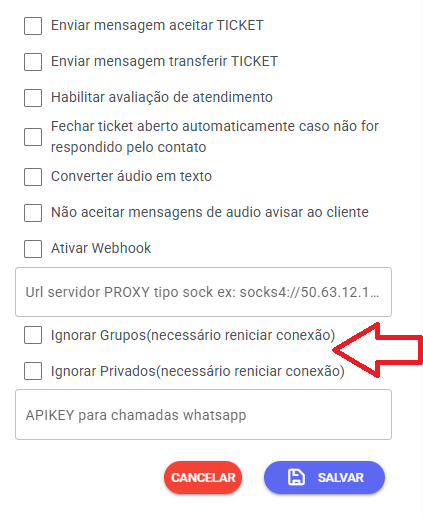 Enviar mensagem aceitar TICKET
Enviar mensagem transferir TICKET
Habilitar avaliação de atendimento
Fechar ticket aberto automaticamente caso não for
respondido pelo contato
Converter áudio em texto
Não aceitar mensagens de audio avisar ao cliente
Ativar Webhook
Url servidor PROXY tipo sock ex: socks4://50.63.12.1...
Ignorar Grupos(necessário reniciar conexão)
Ignorar Privados(necessário reniciar conexão)
APIKEY para chamadas whatsapp
CANCELAR
SALVAR